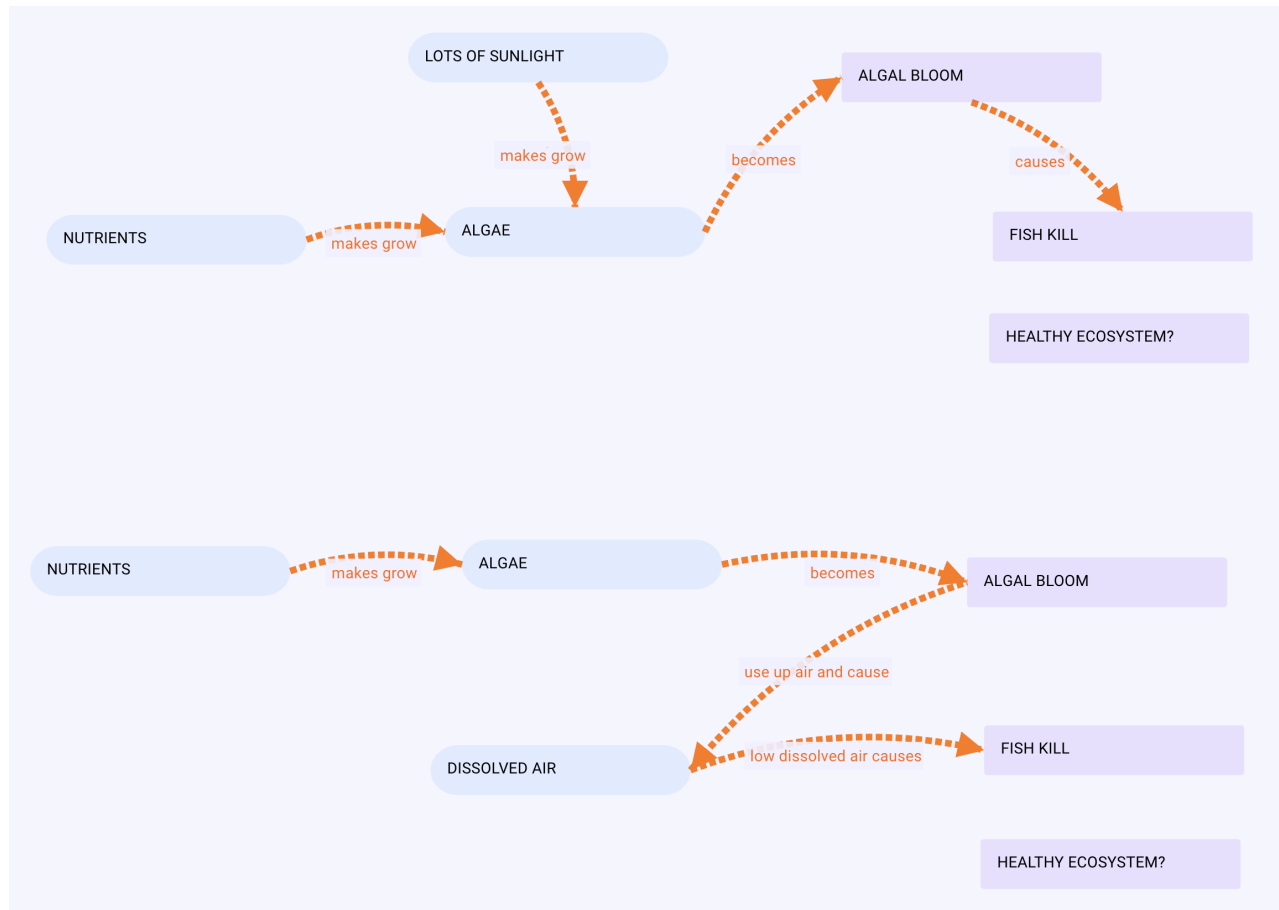 LOTS OF SUNLIGHT
ALGAL BLOOM
makes grow
becomes
causes
NUTRIENTS
makes grow
ALGAE
FISH KILL
HEALTHY ECOSYSTEM?
NUTRIENTS
makes grow
ALGAE
becomes
ALGAL BLOOM
use up air and cause
DISSOLVED AIR
low dissolved air causes
FISH KILL
HEALTHY ECOSYSTEM?